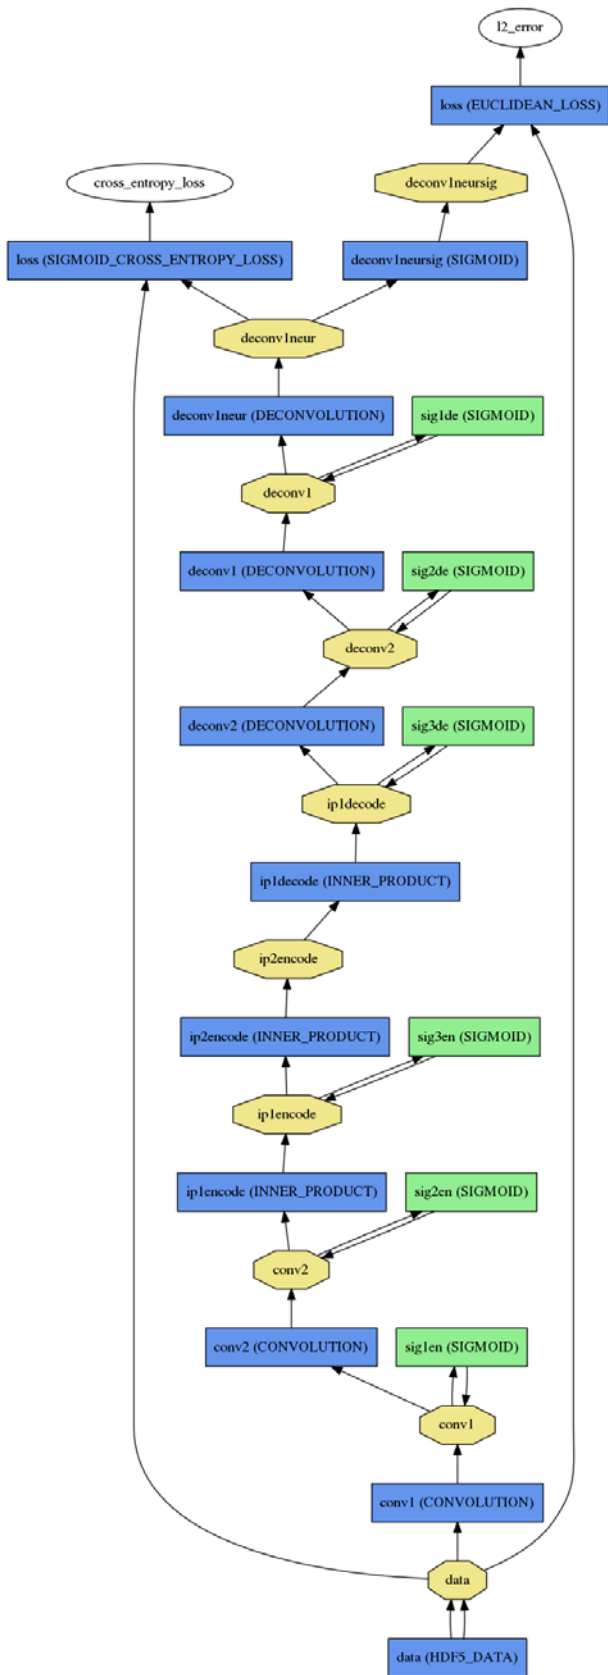 l2_error
loss (EUCLIDEAN_LOSS)
cross_entropy_loss
deconv1neursig
loss (SIGMOID_CROSS_ENTROPY_LOSS)
deconv1neursig (SIGMOID)
deconv1neur
deconv1neur (DECONVOLUTION)
sig1de (SIGMOID)
deconv1
deconv1 (DECONVOLUTION)
sig2de (SIGMOID)
deconv2
deconv2 (DECONVOLUTION)
sig3de (SIGMOID)
ip1decode
ip1decode (INNER_PRODUCT)
ip2encode
ip2encode (INNER_PRODUCT)
sig3en (SIGMOID)
ip1encode
ip1encode (INNER_PRODUCT)
sig2en (SIGMOID)
conv2
conv2 (CONVOLUTION)
sig1en (SIGMOID)
conv1
conv1 (CONVOLUTION)
data
data (HDF5_DATA)